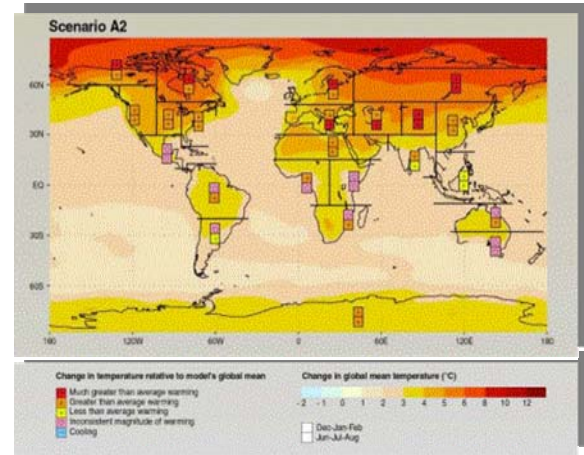 Scenario A2
60N
30N
EQ
30S
60S
180 120W 60W 0 60E 120E 180
Change in temperature relative to model's global mean
Much greater than average warming
Greater than average warming
Less than average warming
Inconsistent magnitude of warming
Cooling
Change in global mean temperature (°C)
-2 -1 0 1 2 3 4 5 6 8 10 12
Dec-Jan-Feb
Jun-Jul-Aug